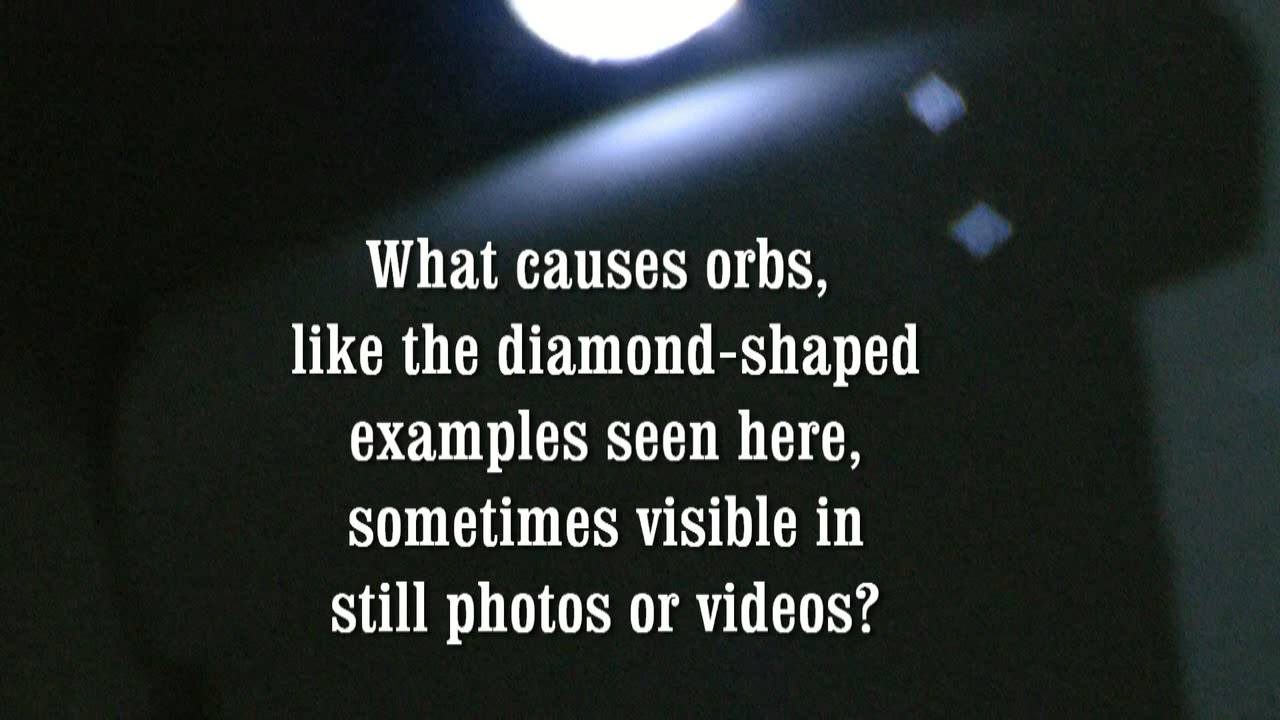 What causes orbs,
like the diamond-shaped
examples seen here,
sometimes visible in
still photos or videos?